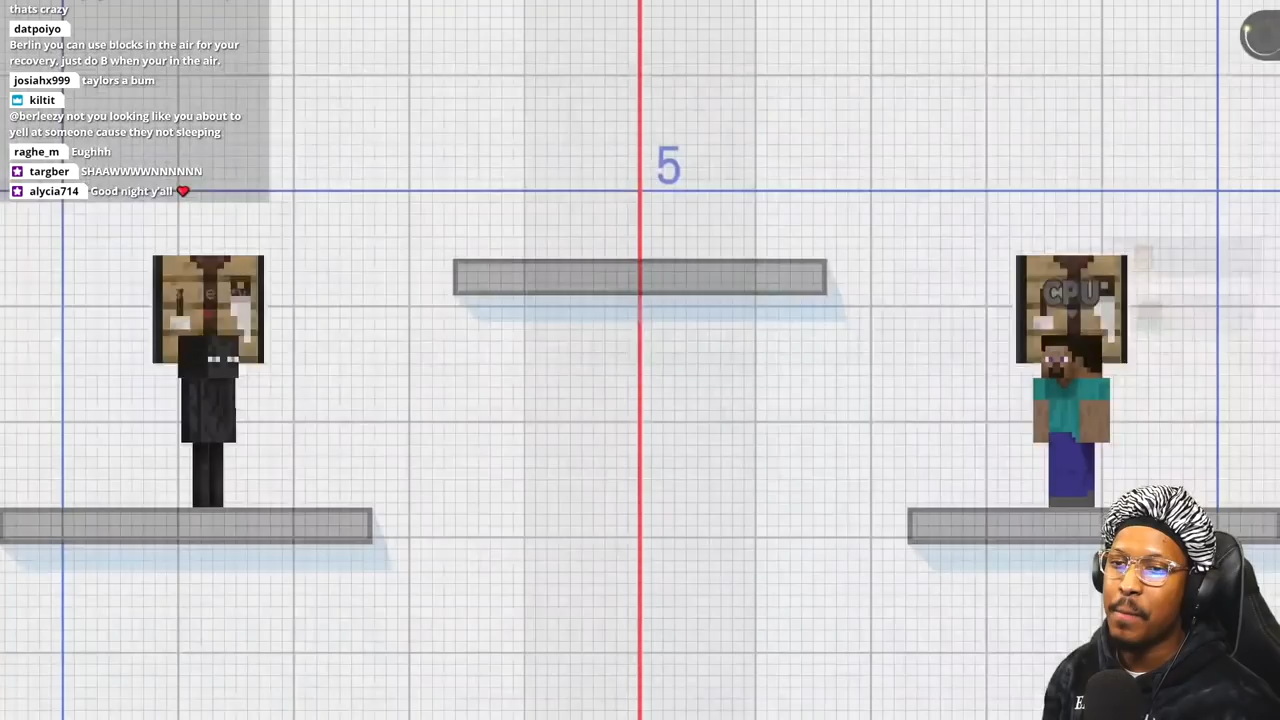 thats crazy
datpoiyo
Berlin you can use blocks in the air for your
recovery, just do B when your in the air.
josiahx999 taylors a bum
kiltit
@berleezy not you looking like you about to
yell at someone cause they not sleeping
raghe_m Eughhh
targber SHAAWWWWNNNNNN
alycia714 Good night y'all ❤️
5
CPU